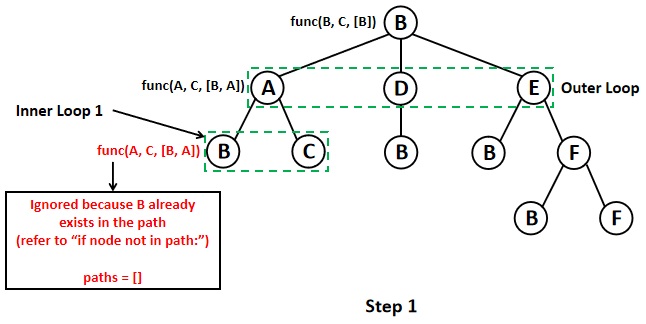 func(B, C, [B])
B
func(A, C, [B, A])
A
D
E
Outer Loop
Inner Loop 1
func(A, C, [B, A])
B
C
B
B
F
Ignored because B already
exists in the path
(refer to “if node not in path:”)
paths = []
B
F
Step 1